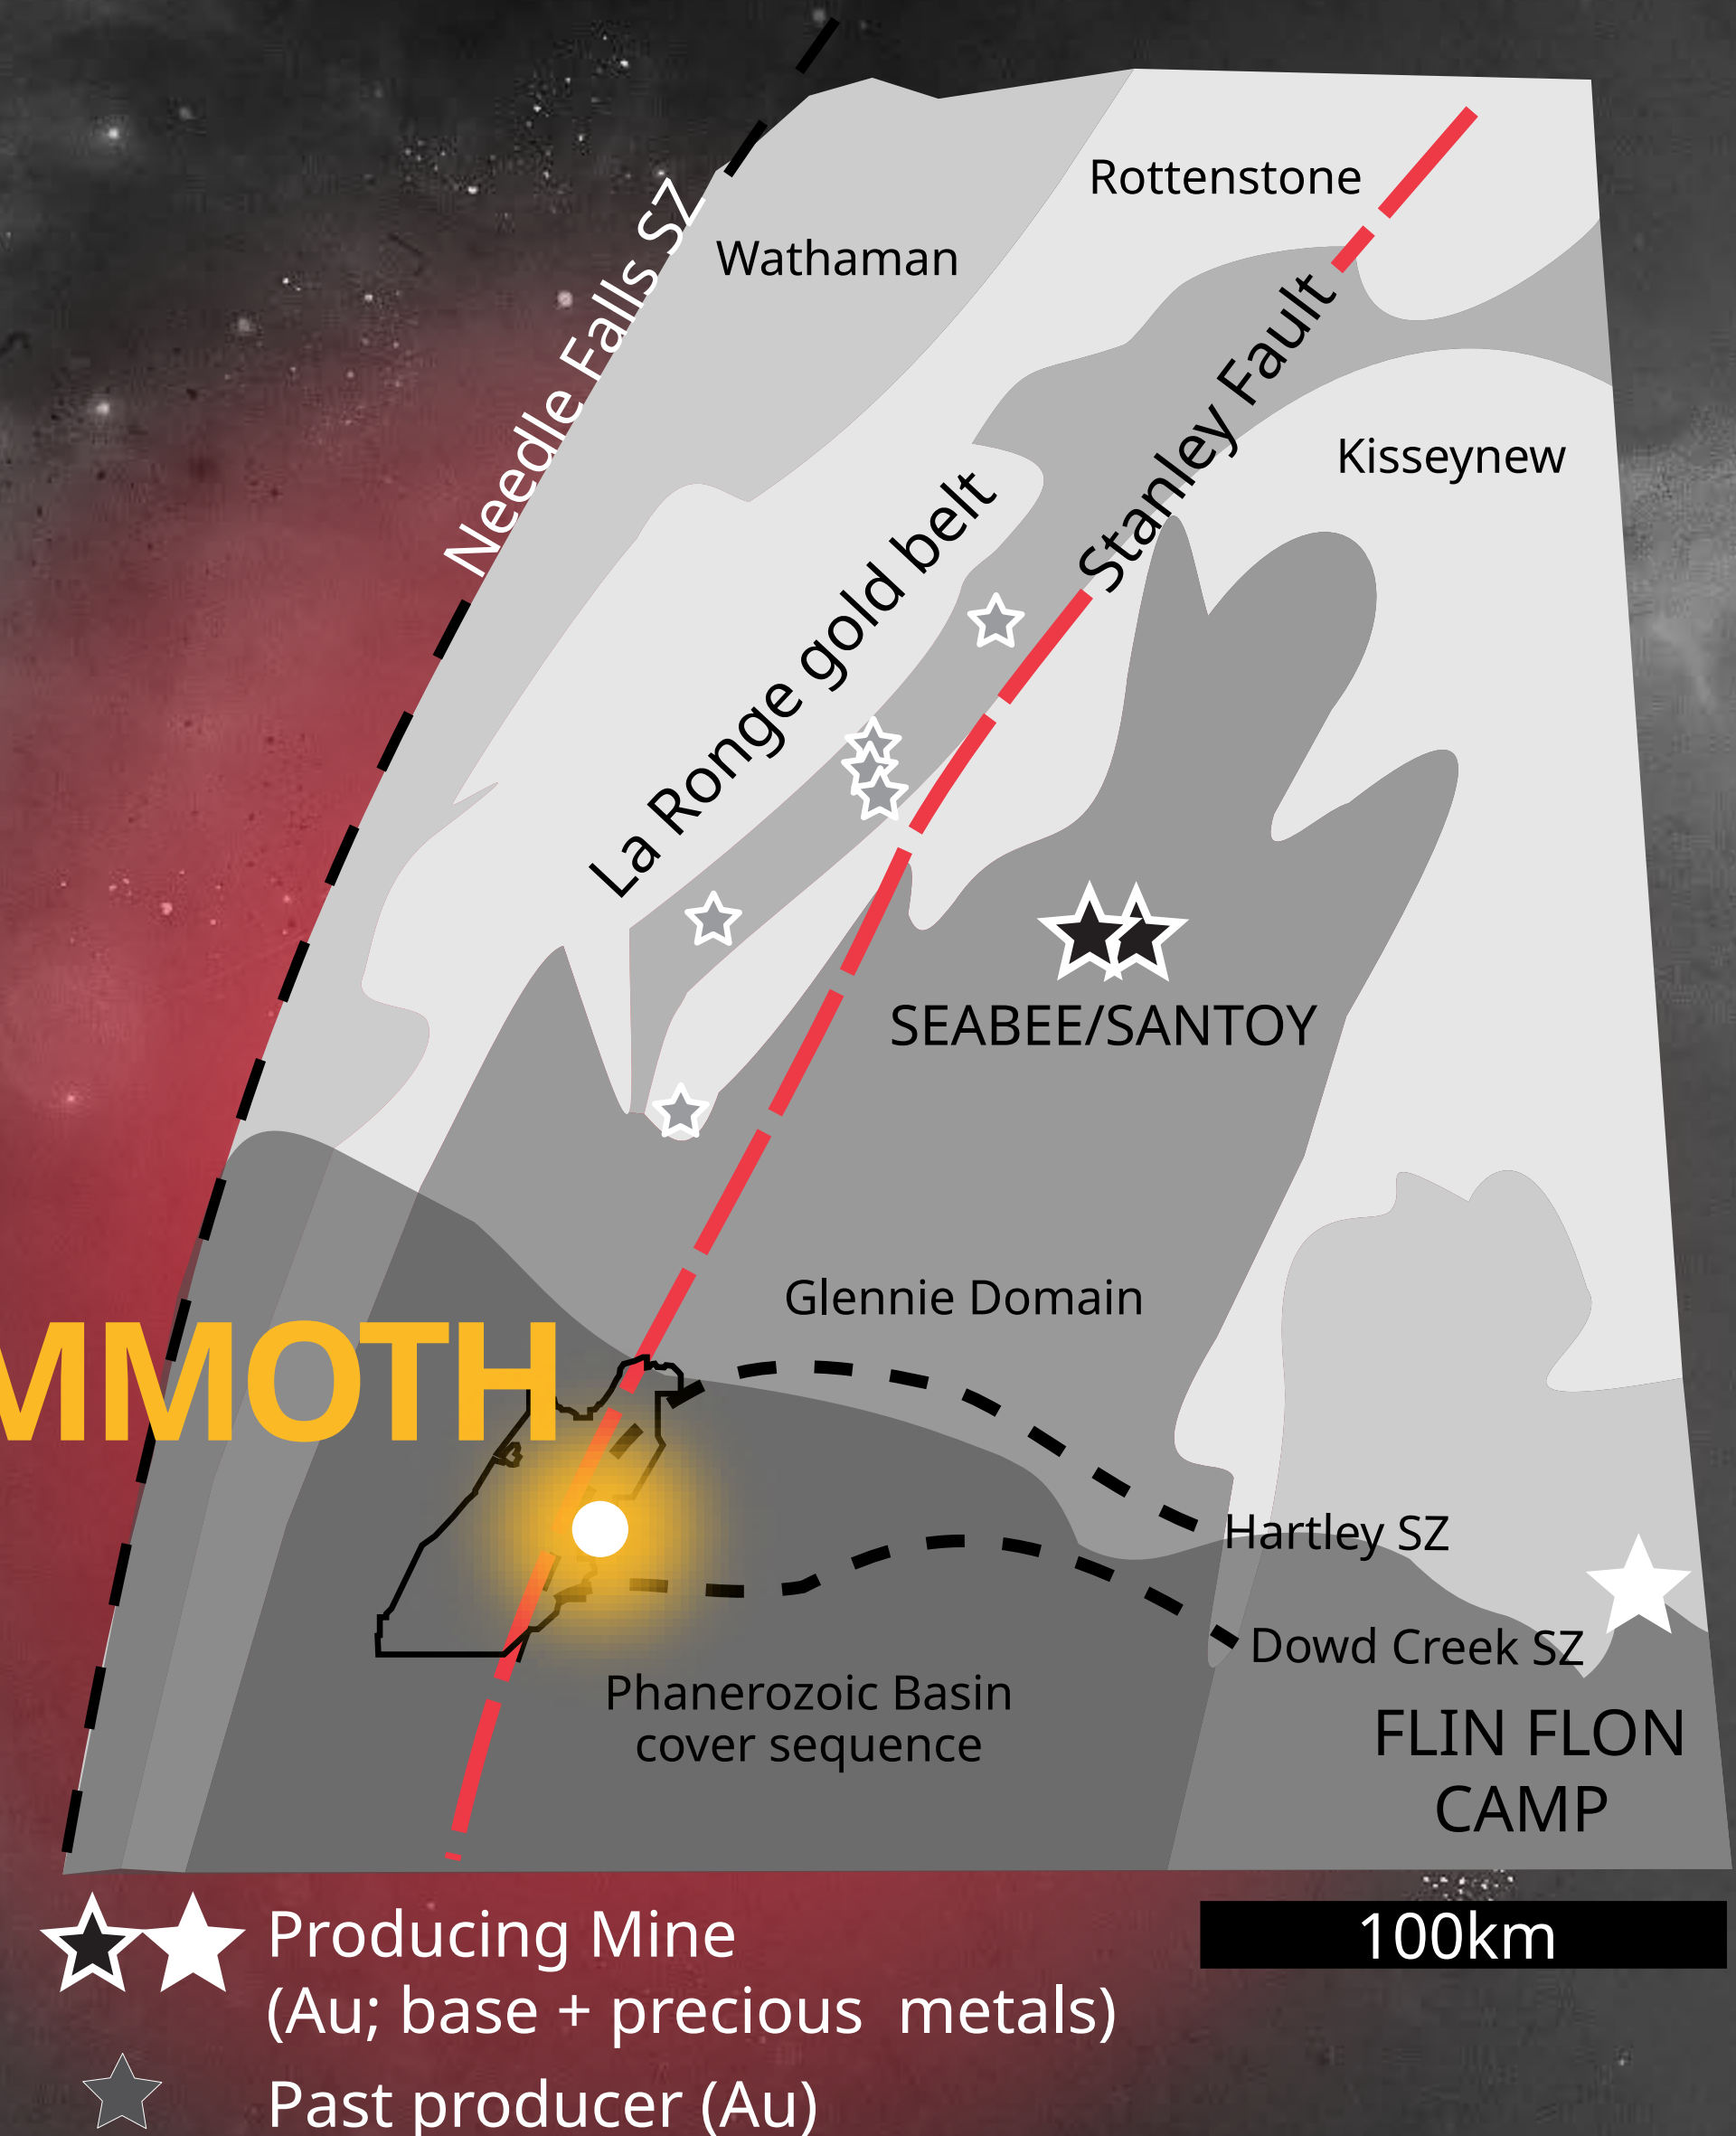 Rottenstone
Wathaman
Needle Falls SZ
Stanley Fault
Kisseynew
La Ronge gold belt
SEABEE/SANTOY
Glennie Domain
MMOTH
Hartley SZ
Dowd Creek SZ
Phanerozoic Basin
cover sequence
FLIN FLON
CAMP
Producing Mine
100km
(Au; base + precious metals)
Past producer (Au)